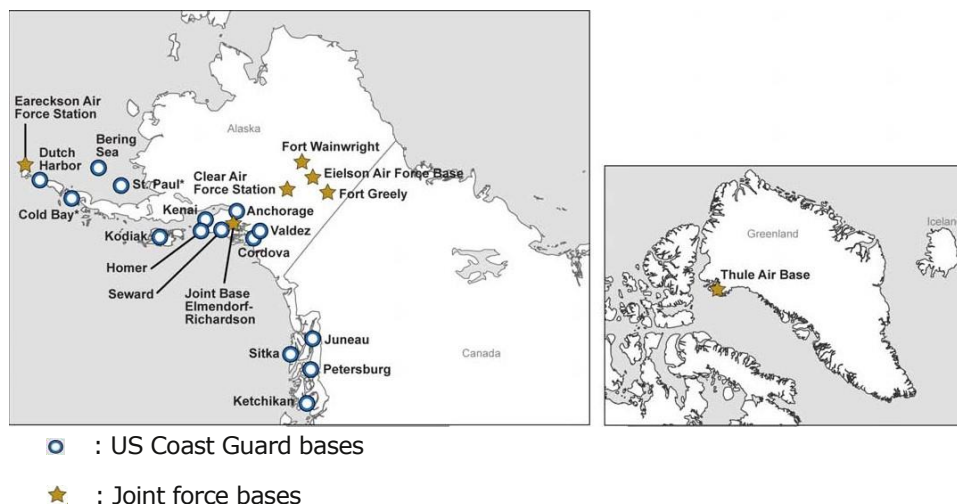 Eareckson Air
Force Station
Dutch
Harbor
Bering
Sea
St. Paul*
Cold Bay*
Alaska
Fort Wainwright
Eielson Air Force Base
Clear Air
Force Station
Fort Greely
Kenai
Anchorage
Kodiak
Valdez
Cordova
Homer
Seward
Joint Base
Elmendorf-
Richardson
Juneau
Sitka
Petersburg
Ketchikan
Canada
Greenland
Iceland
Thule Air Base
: US Coast Guard bases
: Joint force bases